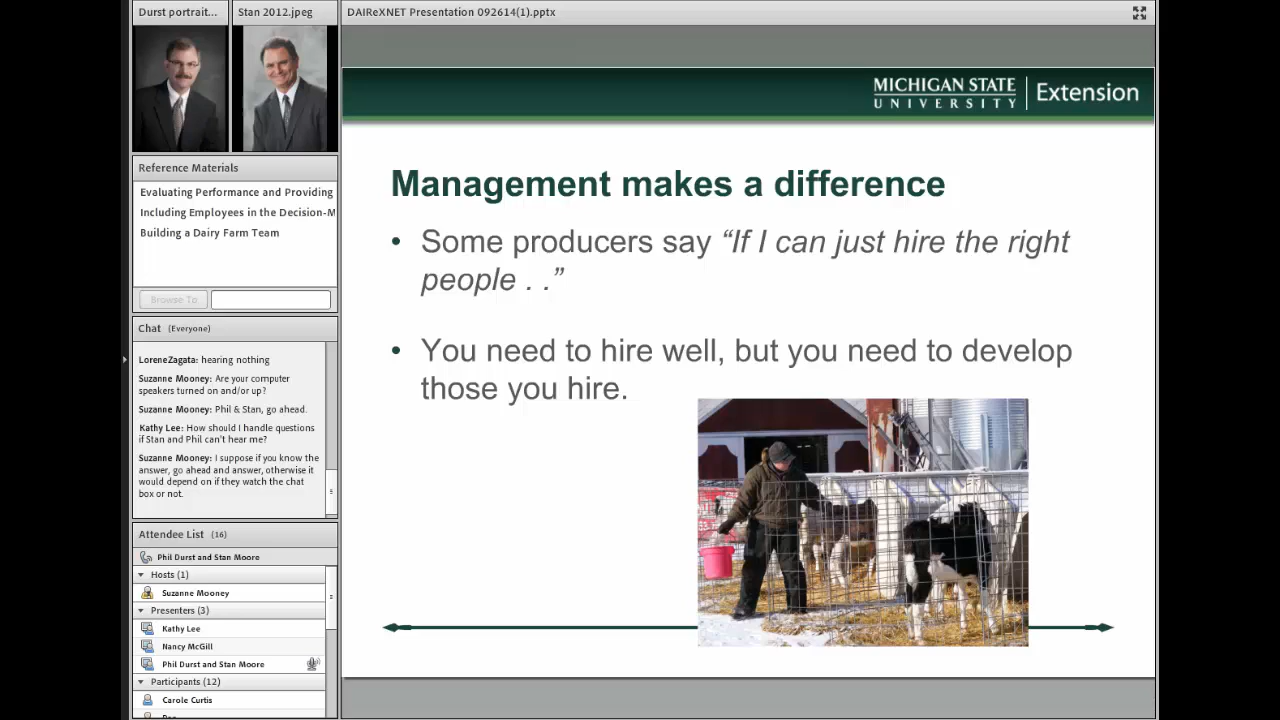 Durst portrait...
Stan 2012.jpeg
DAIReXNET Presentation 092614(1).pptx
Reference Materials
Evaluating Performance and Providing
Including Employees in the Decision-M
Building a Dairy Farm Team
Browse To
Chat (Everyone)
LoreneZagata: hearing nothing
Suzanne Mooney: Are your computer
speakers turned on and/or up?
Suzanne Mooney: Phil & Stan, go ahead.
Kathy Lee: How should I handle questions
if Stan and Phil can't hear me?
Suzanne Mooney: I suppose if you know the
answer, go ahead and answer, otherwise it
would depend on if they watch the chat
box or not.
Attendee List (16)
Phil Durst and Stan Moore
Hosts (1)
Suzanne Mooney
Presenters (3)
Kathy Lee
Nancy McGill
Phil Durst and Stan Moore
Participants (12)
Carole Curtis
MICHIGAN STATE
UNIVERSITY
Extension
Management makes a difference
• Some producers say “If I can just hire the right
people . .”
• You need to hire well, but you need to develop
those you hire.